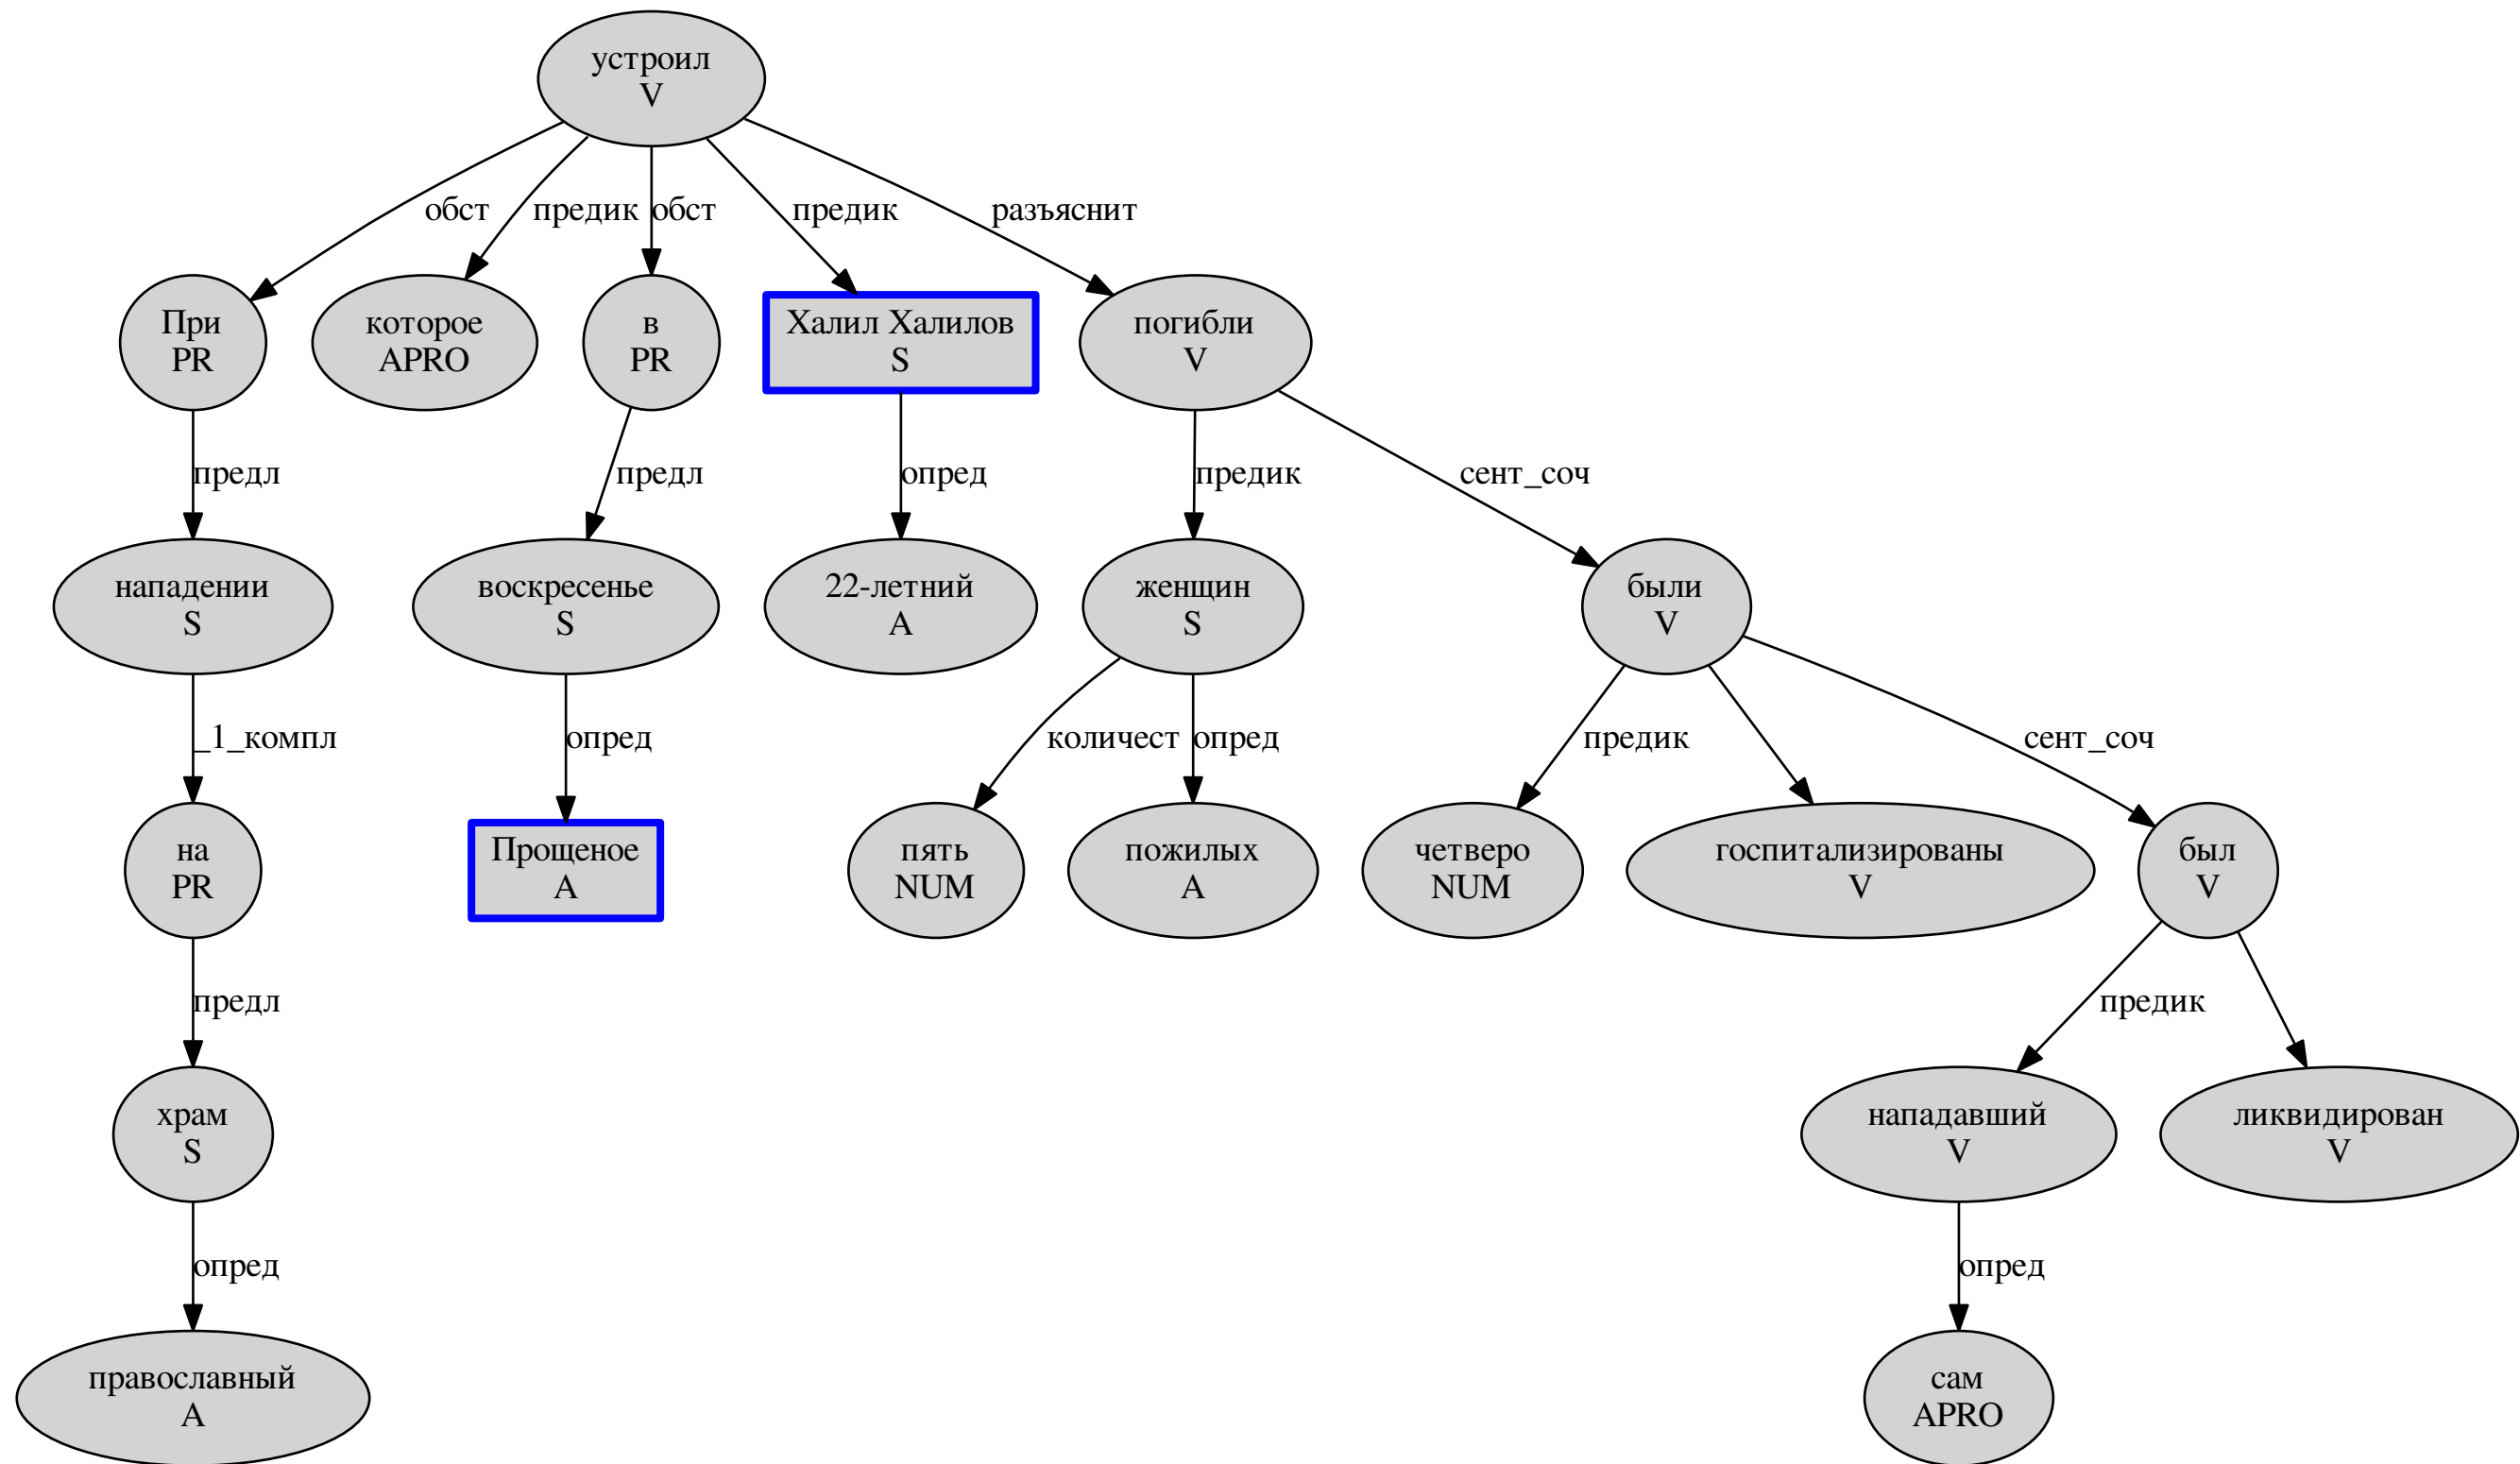 устроил
V
обст
предик
обст
предик
разъяснит
При
PR
которое
APRO
в
PR
Халил Халилов
S
погибли
V
предл
предл
опред
предик
сент_соч
нападении
S
воскресенье
S
22-летний
A
женщин
S
были
V
_1_компл
опред
количест
опред
предик
сент_соч
на
PR
Прощеное
A
пять
NUM
пожилых
A
четверо
NUM
госпитализированы
V
был
V
предл
предик
храм
S
нападавший
V
ликвидирован
V
опред
опред
православный
A
сам
APRO